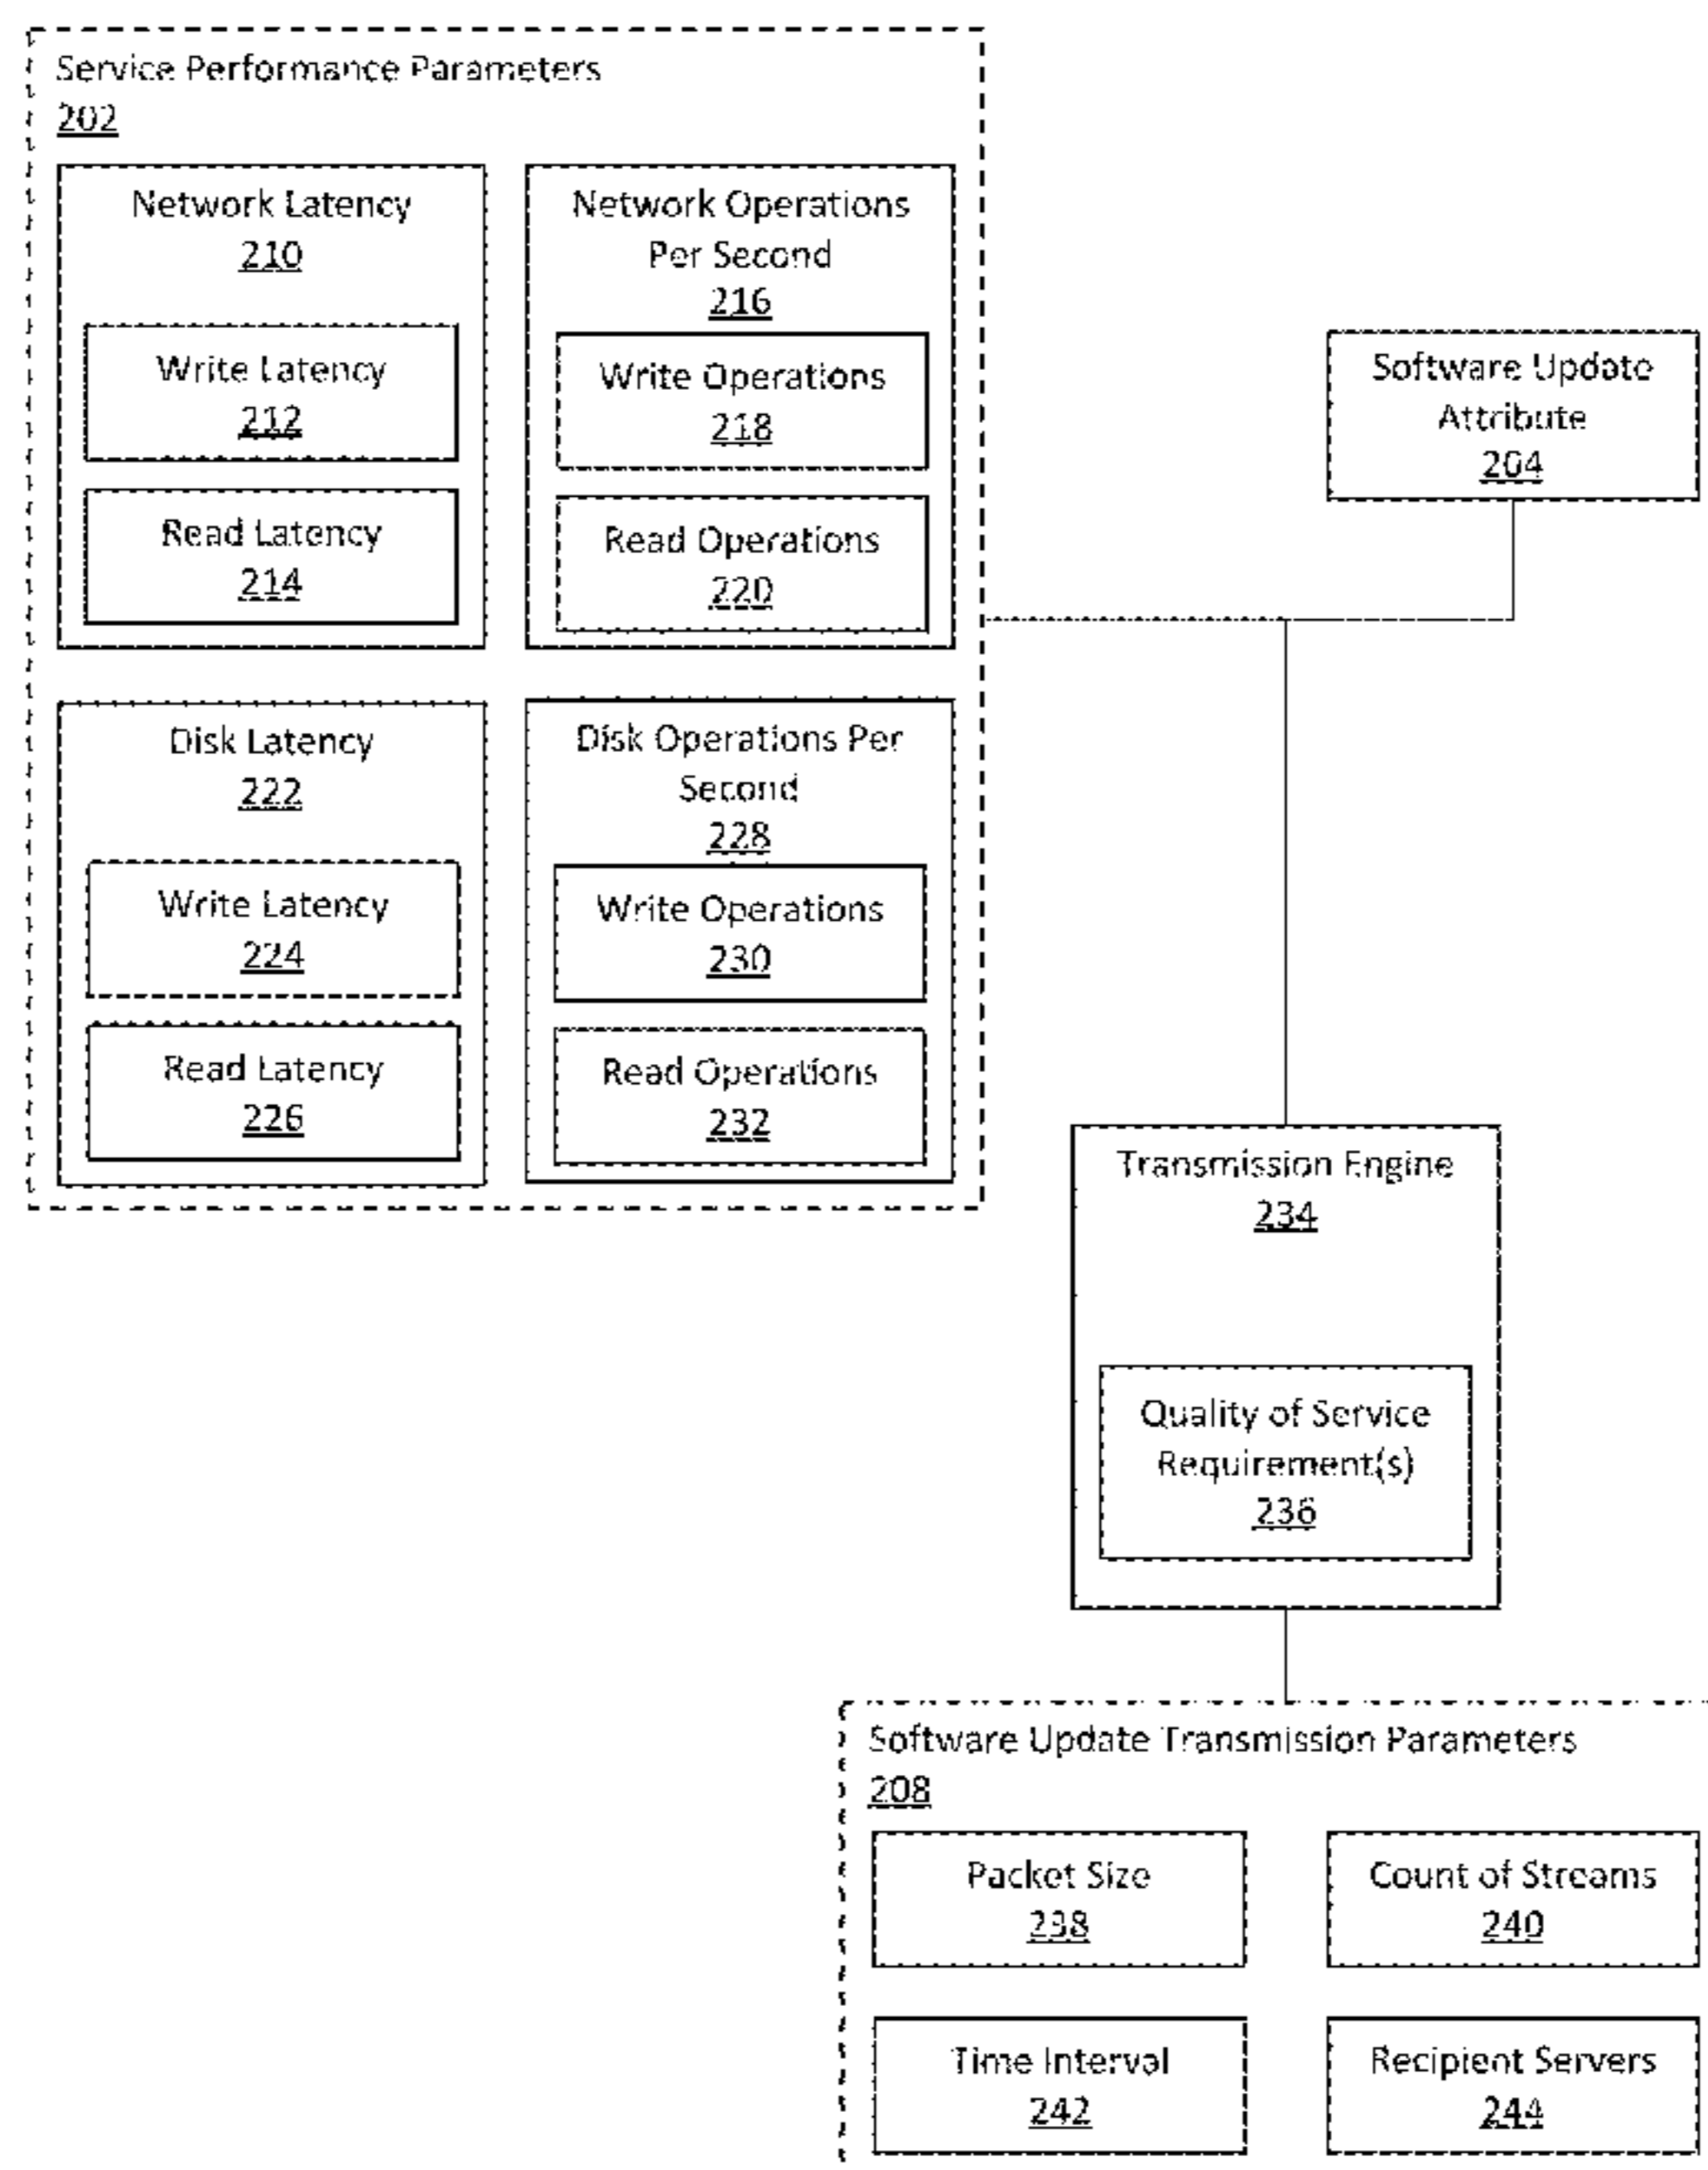 Service Performance Parameters
202
Network Latency
210
Write Latency
212
Read Latency
214
Network Operations
Per Second
216
Write Operations
218
Read Operations
220
Disk Latency
222
Write Latency
224
Read Latency
226
Disk Operations Per
Second
228
Write Operations
230
Read Operations
232
Software Update
Attribute
204
Transmission Engine
234
Quality of Service
Requirement(s)
236
Software Update Transmission Parameters
208
Packet Size
238
Count of Streams
240
Time Interval
242
Recipient Servers
244